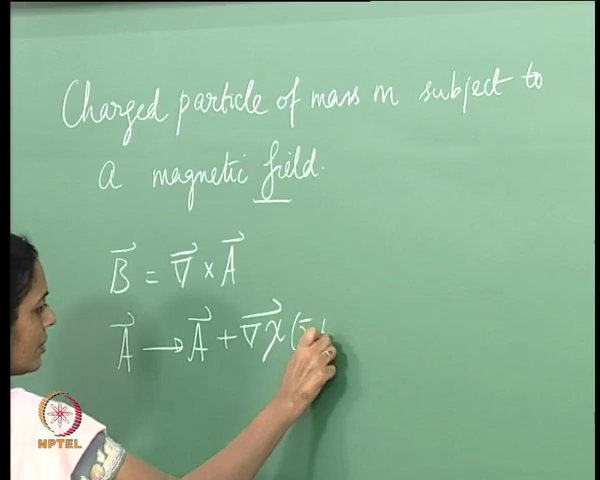 Charged particle of mass m subject to
a magnetic field.
B⃗ = ∇⃗ × A⃗
A⃗ → A⃗ + ∇⃗χ(
NPTEL